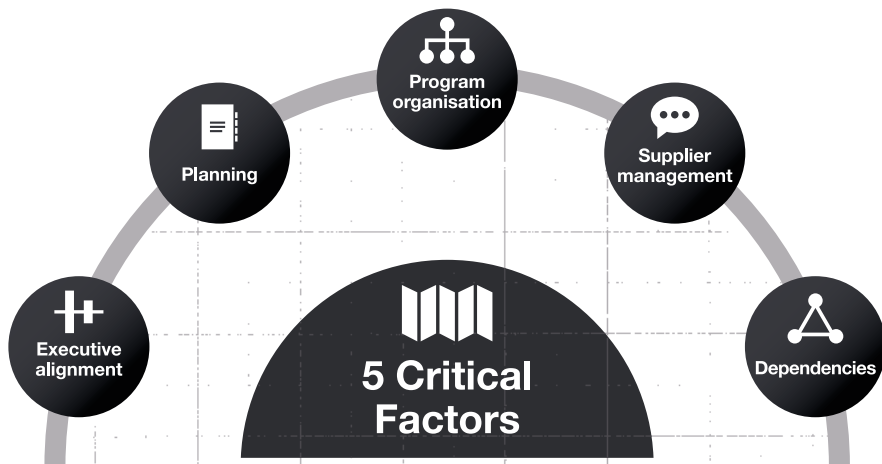 Executive
alignment
Planning
Program
organisation
Supplier
management
Dependencies
5 Critical
Factors